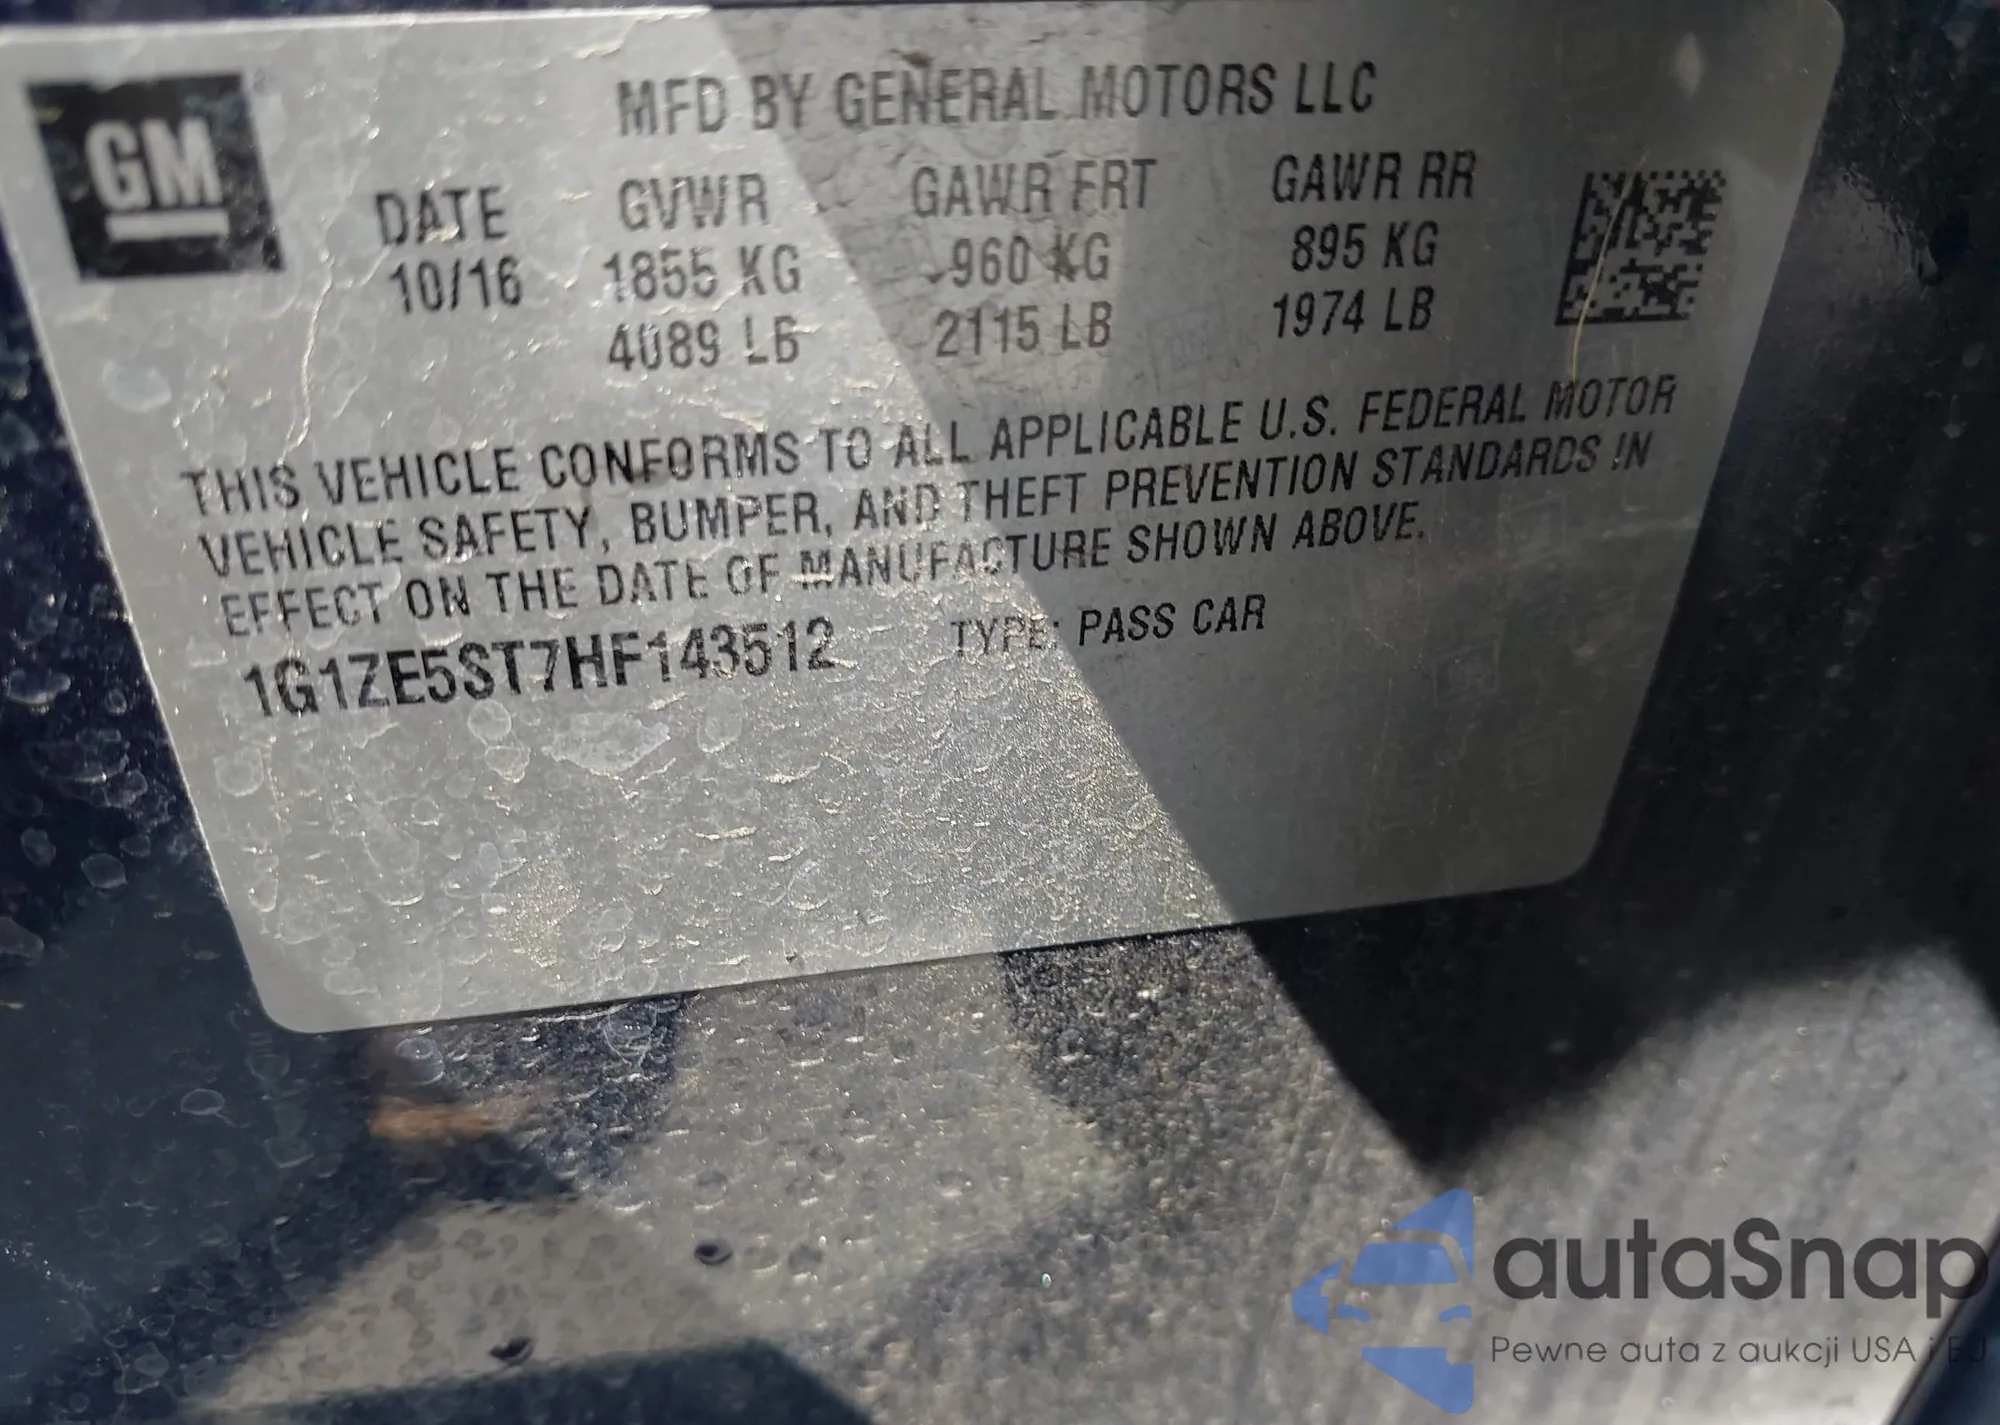 GM
MFD BY GENERAL MOTORS LLC
DATE GVWR GAWR FRT GAWR RR
10/16 1855 KG 960 KG 895 KG
4089 LB 2115 LB 1974 LB
THIS VEHICLE CONFORMS TO ALL APPLICABLE U.S. FEDERAL MOTOR
VEHICLE SAFETY, BUMPER, AND THEFT PREVENTION STANDARDS IN
EFFECT ON THE DATE OF MANUFACTURE SHOWN ABOVE.
1G1ZE5ST7HF143512 TYPE: PASS CAR
autaSnap
Pewne auta z aukcji USA i EU